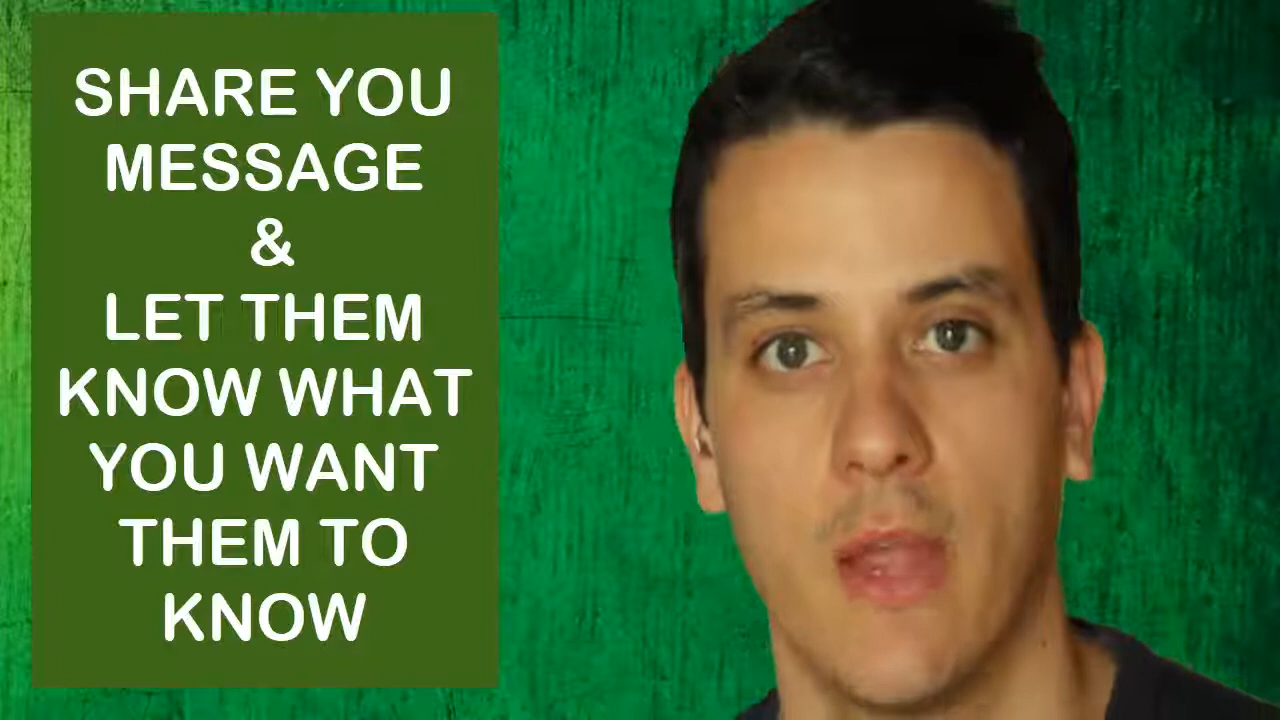 SHARE YOU
MESSAGE
&
LET THEM
KNOW WHAT
YOU WANT
THEM TO
KNOW